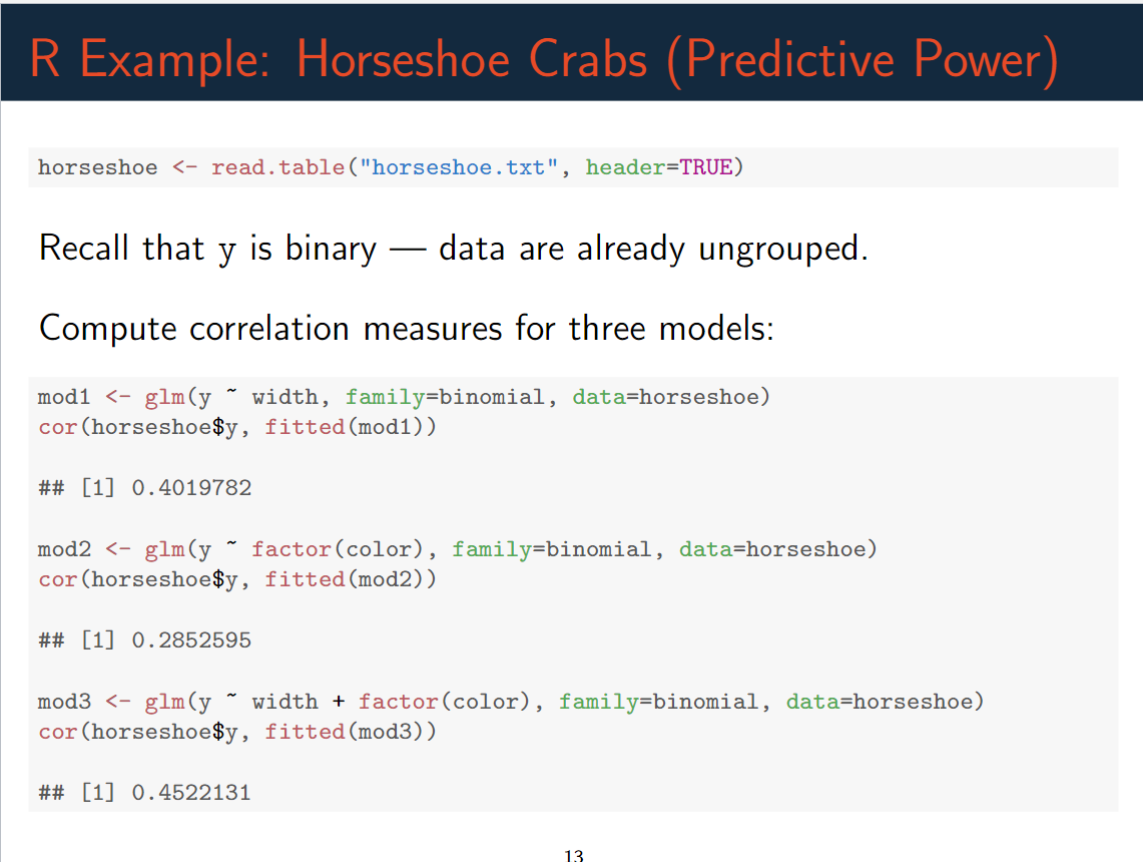 R Example: Horseshoe Crabs (Predictive Power)
horseshoe <- read.table("horseshoe.txt", header=TRUE)
Recall that y is binary — data are already ungrouped.
Compute correlation measures for three models:
mod1 <- glm(y ~ width, family=binomial, data=horseshoe)
cor(horseshoe$y, fitted(mod1))
## [1] 0.4019782
mod2 <- glm(y ~ factor(color), family=binomial, data=horseshoe)
cor(horseshoe$y, fitted(mod2))
## [1] 0.2852595
mod3 <- glm(y ~ width + factor(color), family=binomial, data=horseshoe)
cor(horseshoe$y, fitted(mod3))
## [1] 0.4522131
13